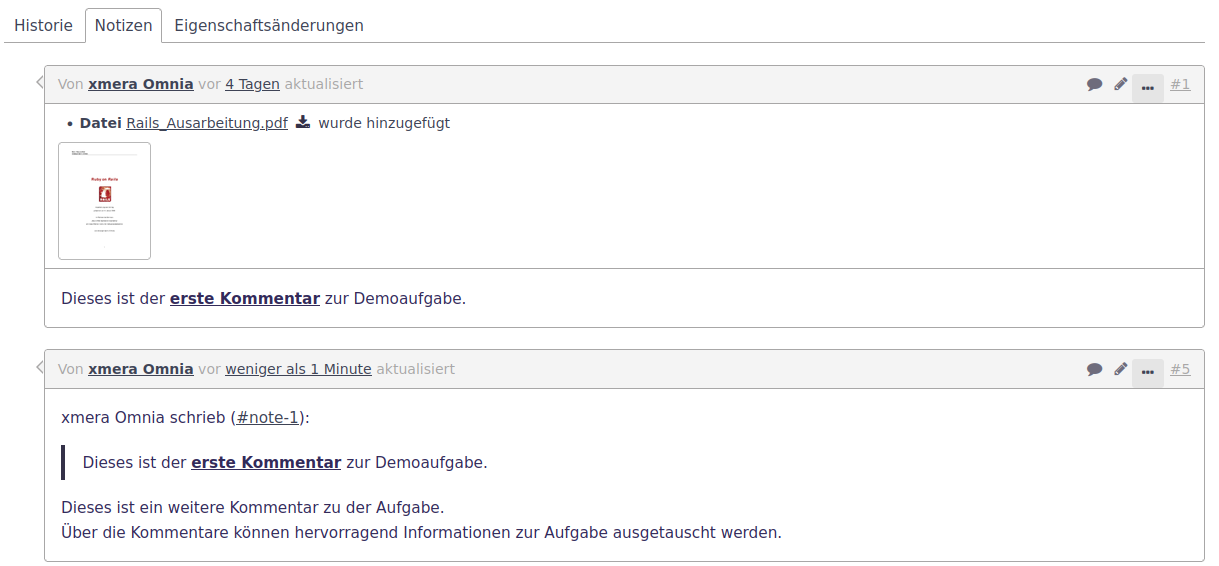 Historie Notizen Eigenschaftsänderungen
Von xmera Omnia vor 4 Tagen aktualisiert ... #1
• Datei Rails_Ausarbeitung.pdf wurde hinzugefügt
Ruby on Rails
Dieses ist der erste Kommentar zur Demoaufgabe.
Von xmera Omnia vor weniger als 1 Minute aktualisiert ... #5
xmera Omnia schrieb (#note-1):
Dieses ist der erste Kommentar zur Demoaufgabe.
Dieses ist ein weitere Kommentar zu der Aufgabe.
Über die Kommentare können hervorragend Informationen zur Aufgabe ausgetauscht werden.